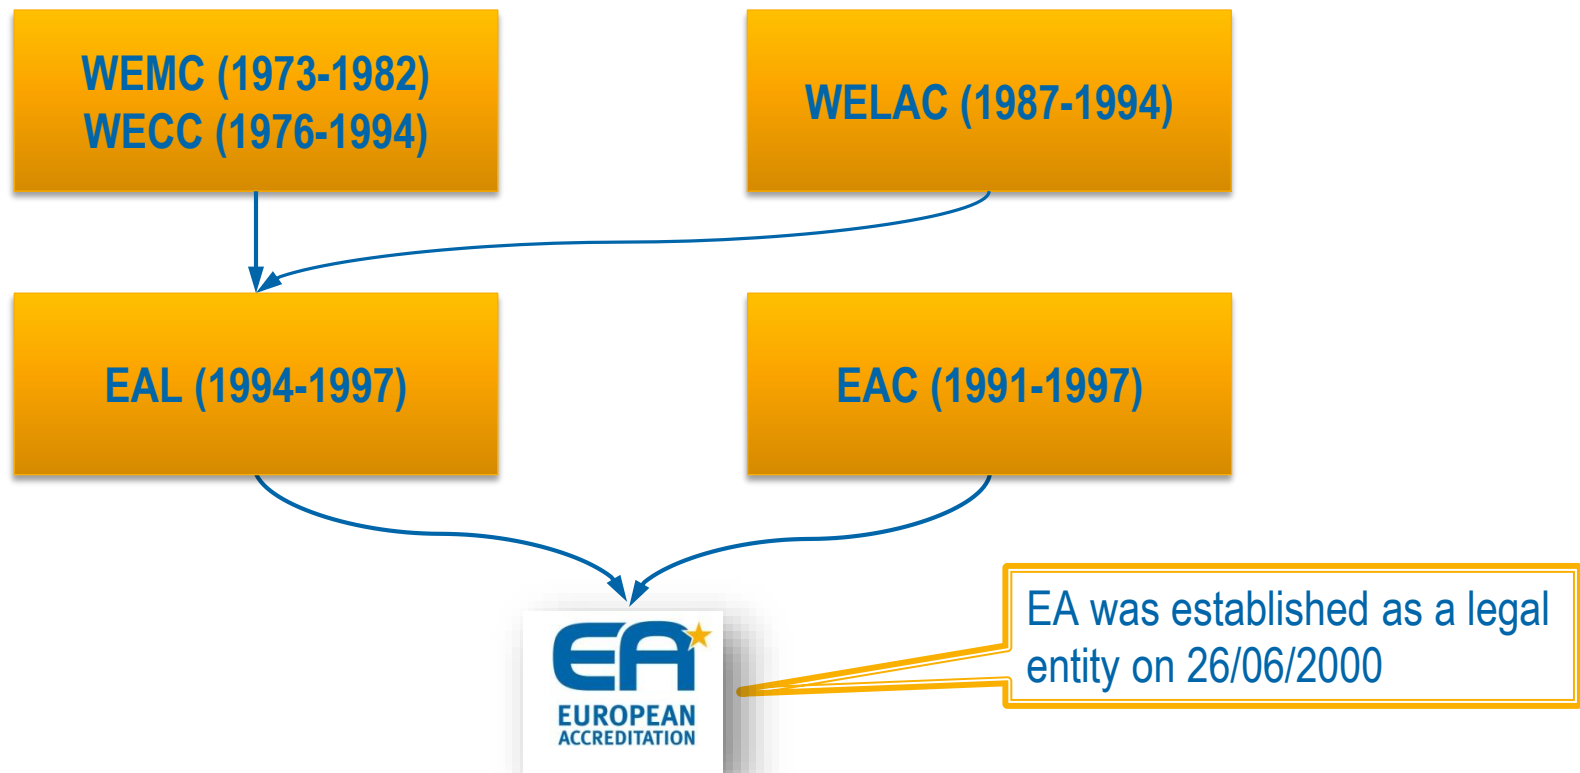 WEMC (1973-1982)
WECC (1976-1994)
WELAC (1987-1994)
EAL (1994-1997)
EAC (1991-1997)
EA
EUROPEAN
ACCREDITATION
EA was established as a legal
entity on 26/06/2000